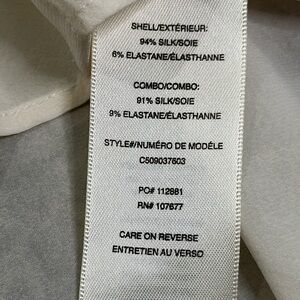 SHELL/EXTÉRIEUR:
94% SILK/SOIE
6% ELASTANE/ÉLASTHANNE
COMBO/COMBO:
91% SILK/SOIE
9% ELASTANE/ÉLASTHANNE
STYLE#/NUMÉRO DE MODÈLE
C509037603
PO# 112881
RN# 107677
CARE ON REVERSE
ENTRETIEN AU VERSO